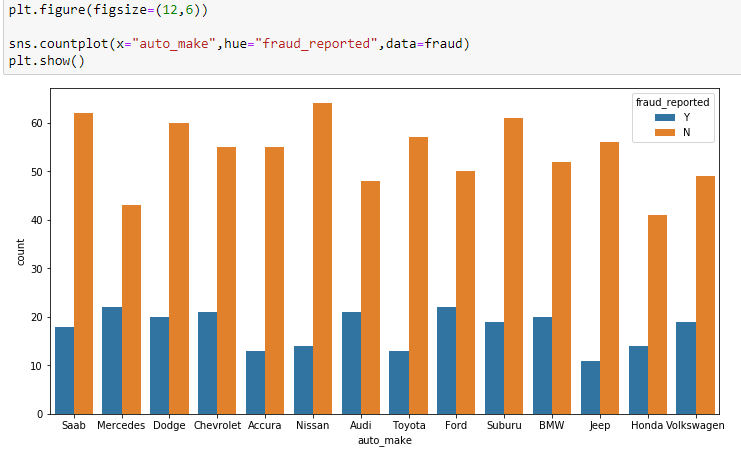 plt.figure(figsize=(12,6))
sns.countplot(x="auto_make",hue="fraud_reported",data=fraud)
plt.show()
fraud_reported
Y
N
60
50
40
30
20
10
0
count
Saab Mercedes Dodge Chevrolet Accura Nissan Audi Toyota Ford Suburu BMW Jeep Honda Volkswagen
auto_make